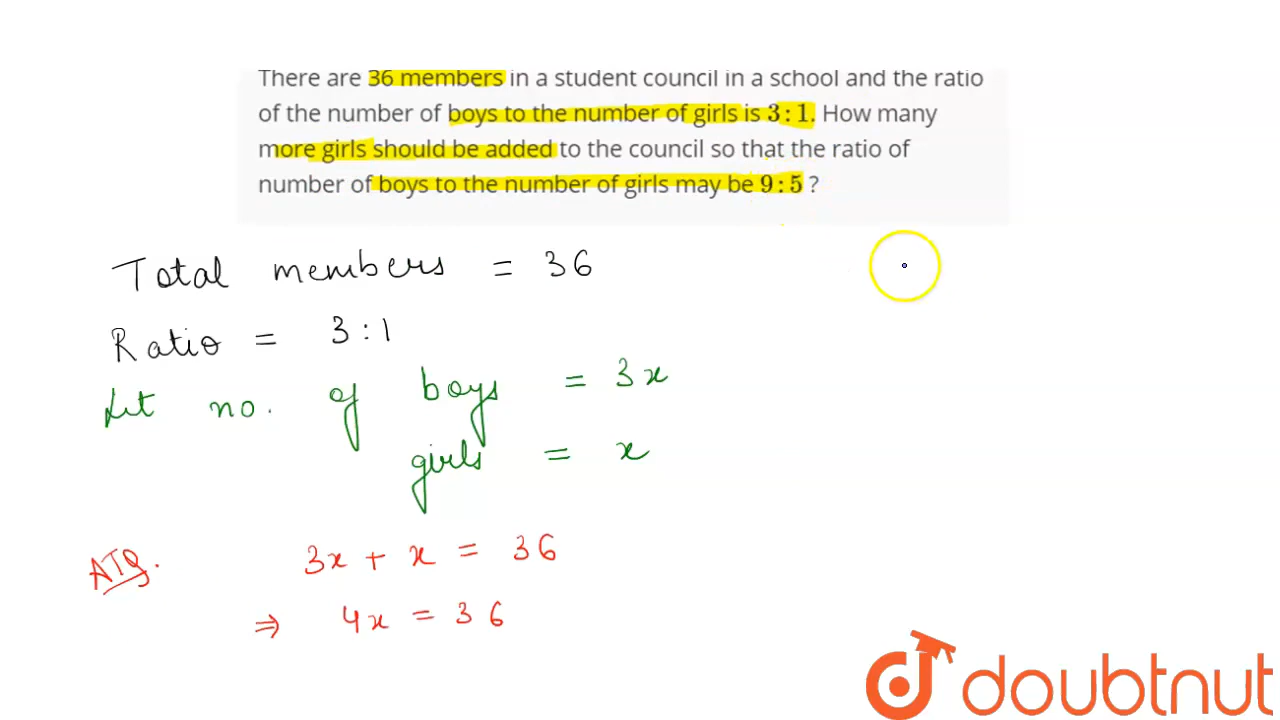 There are 36 members in a student council in a school and the ratio
of the number of boys to the number of girls is 3 : 1. How many
more girls should be added to the council so that the ratio of
number of boys to the number of girls may be 9 : 5 ?
Total members = 36
Ratio = 3 : 1
Let no. of boys = 3x
girls = x
ATQ. 3x + x = 36
⇒ 4x = 36
doubtnut